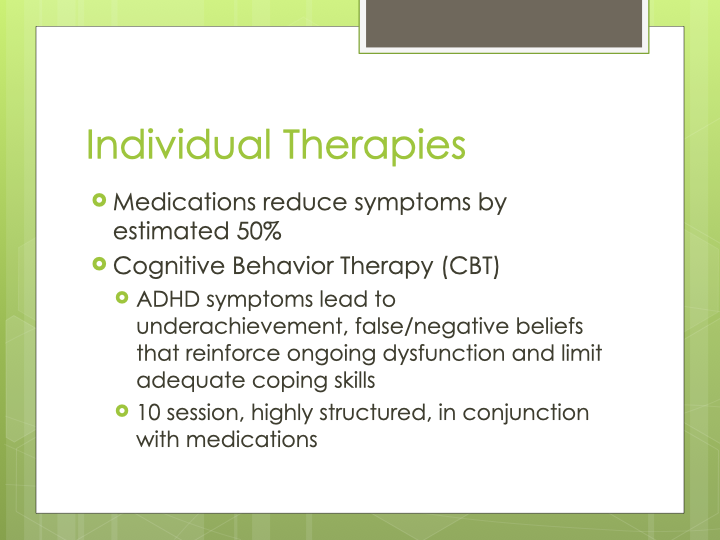 Individual Therapies
Medications reduce symptoms by
estimated 50%
Cognitive Behavior Therapy (CBT)
ADHD symptoms lead to
underachievement, false/negative beliefs
that reinforce ongoing dysfunction and limit
adequate coping skills
10 session, highly structured, in conjunction
with medications